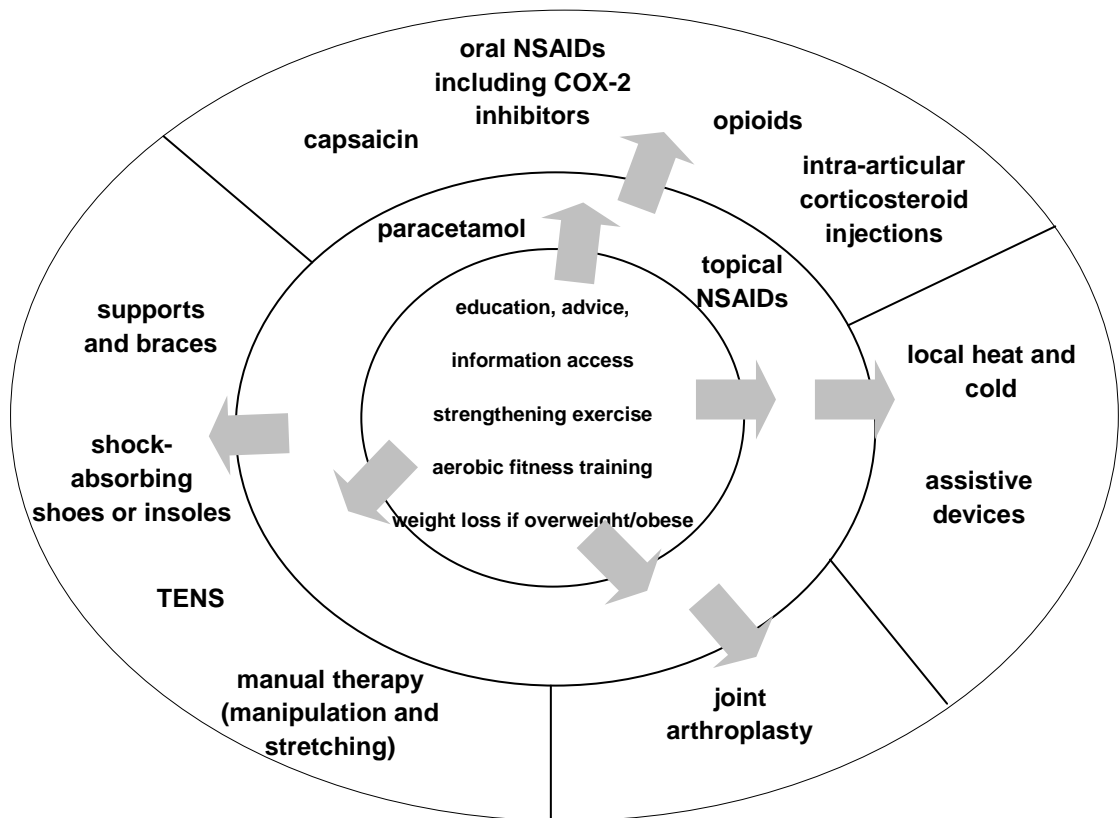 oral NSAIDs
including COX-2
inhibitors
capsaicin
opioids
intra-articular
corticosteroid
injections
paracetamol
topical
NSAIDs
education, advice,
information access
strengthening exercise
aerobic fitness training
weight loss if overweight/obese
supports
and braces
local heat and
cold
shock-
absorbing
shoes or insoles
assistive
devices
TENS
manual therapy
(manipulation and
stretching)
joint
arthroplasty